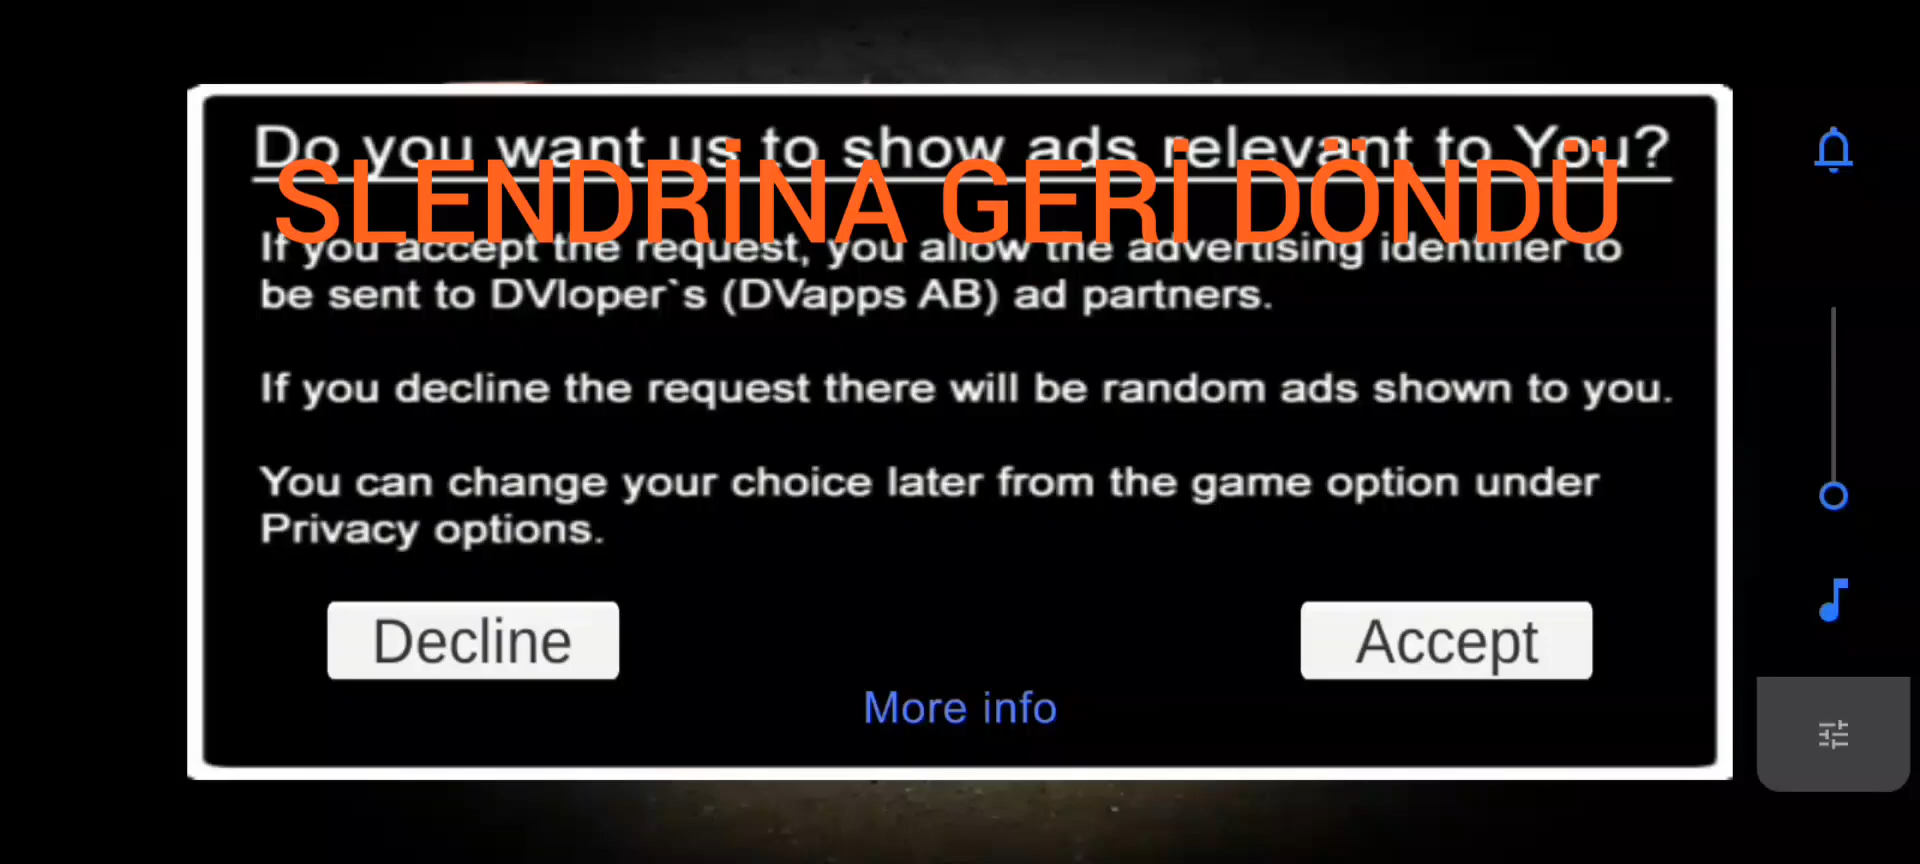 Do you want us to show ads relevant to You?
SLENDRİNA GERİ DÖNDÜ
If you accept the request, you allow the advertising identifier to
be sent to DVloper`s (DVapps AB) ad partners.
If you decline the request there will be random ads shown to you.
You can change your choice later from the game option under
Privacy options.
Decline
Accept
More info